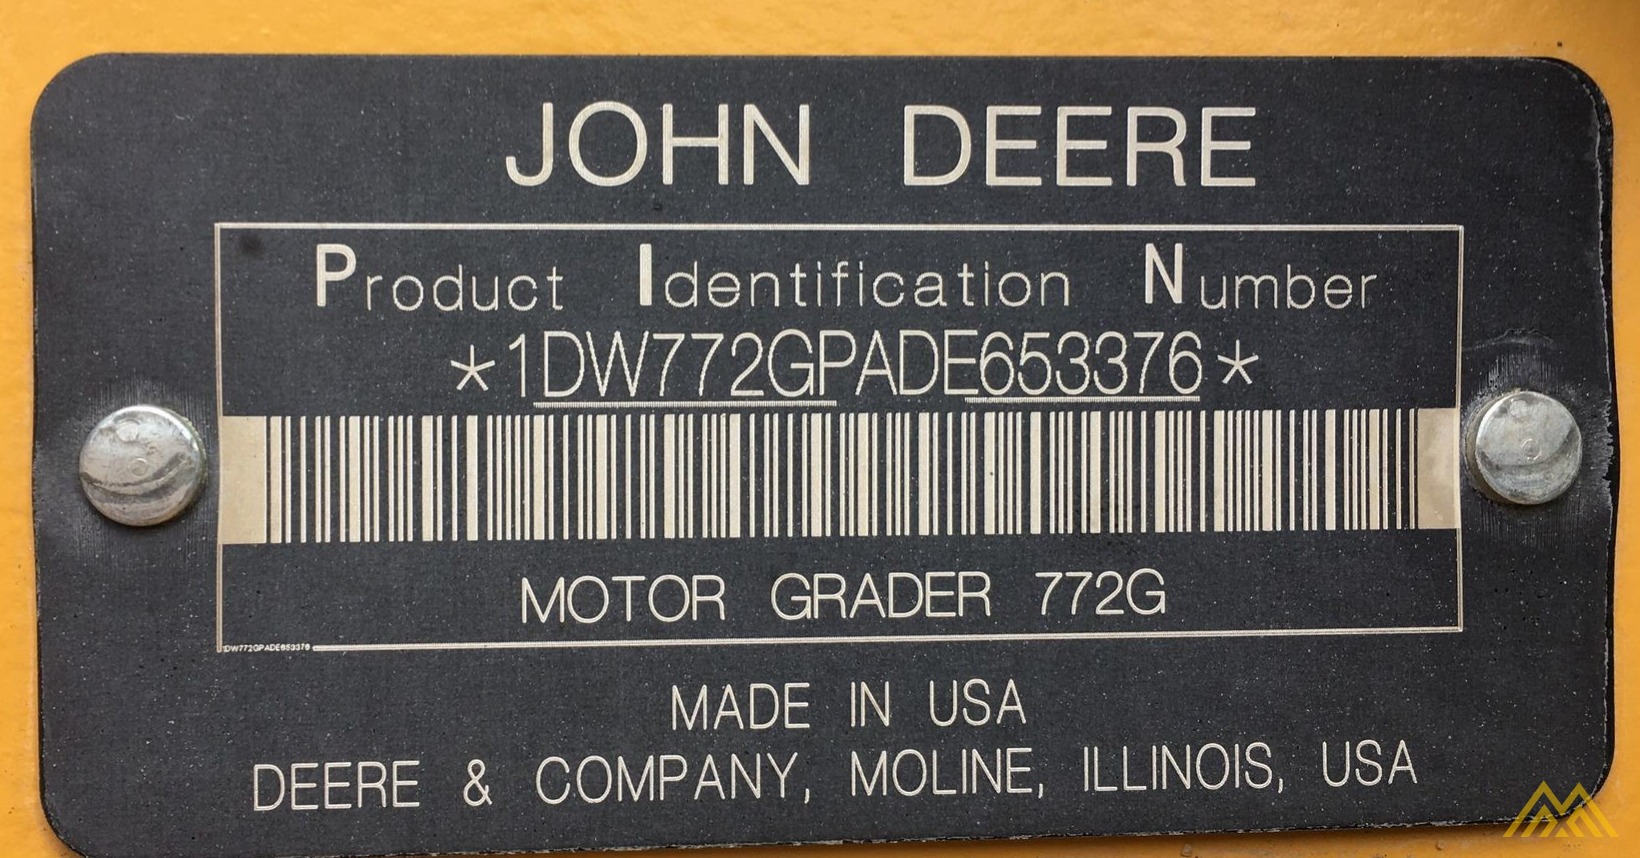 JOHN DEERE
Product Identification Number
*1DW772GPADE653376*
MOTOR GRADER 772G
1DW772GPADE653376
MADE IN USA
DEERE & COMPANY, MOLINE, ILLINOIS, USA